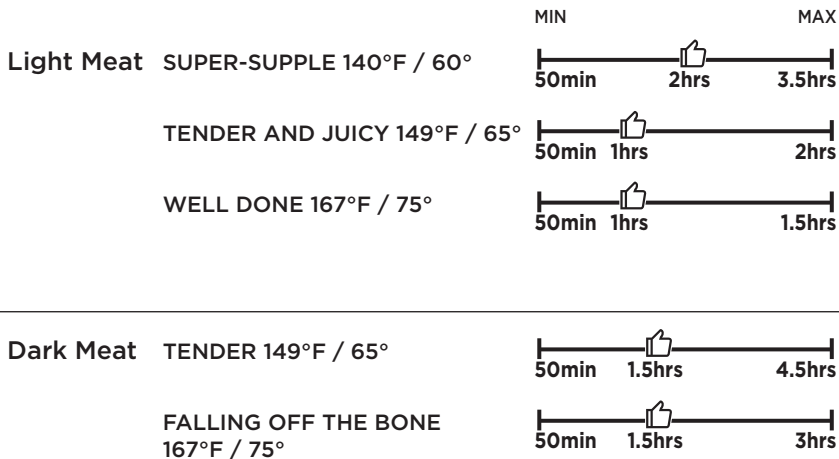 MIN MAX
Light Meat SUPER-SUPPLE 140°F / 60°
50min 2hrs 3.5hrs
TENDER AND JUICY 149°F / 65°
50min 1hrs 2hrs
WELL DONE 167°F / 75°
50min 1hrs 1.5hrs
Dark Meat TENDER 149°F / 65°
50min 1.5hrs 4.5hrs
FALLING OFF THE BONE
167°F / 75°
50min 1.5hrs 3hrs